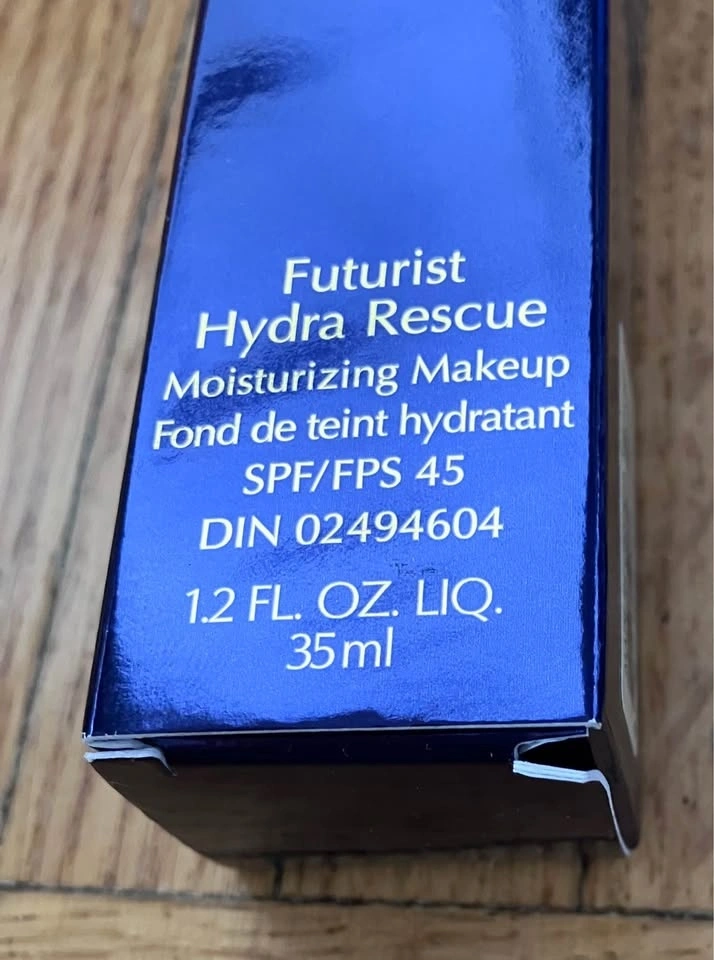 Futurist
Hydra Rescue
Moisturizing Makeup
Fond de teint hydratant
SPF/FPS 45
DIN 02494604
1.2 FL. OZ. LIQ.
35ml